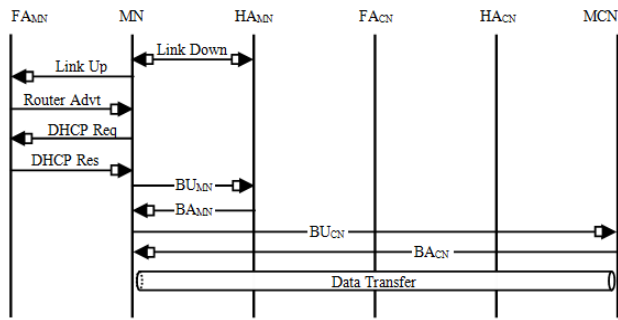 FAMN MN HAMN FACN HACN MCN
Link Down
Link Up
Router Advt
DHCP Req
DHCP Res
BUMN
BAMN
BUCN
BACN
Data Transfer